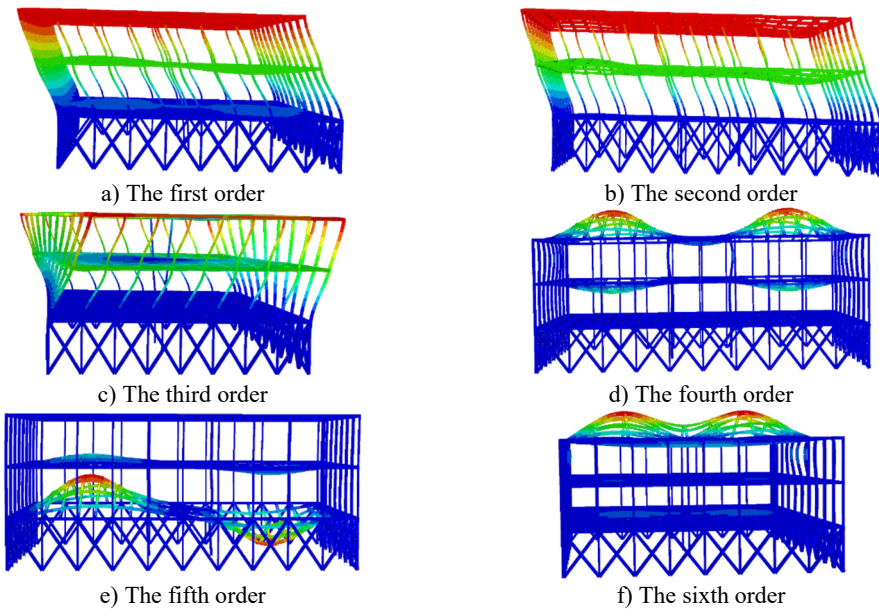 a) The first order
b) The second order
c) The third order
d) The fourth order
e) The fifth order
f) The sixth order